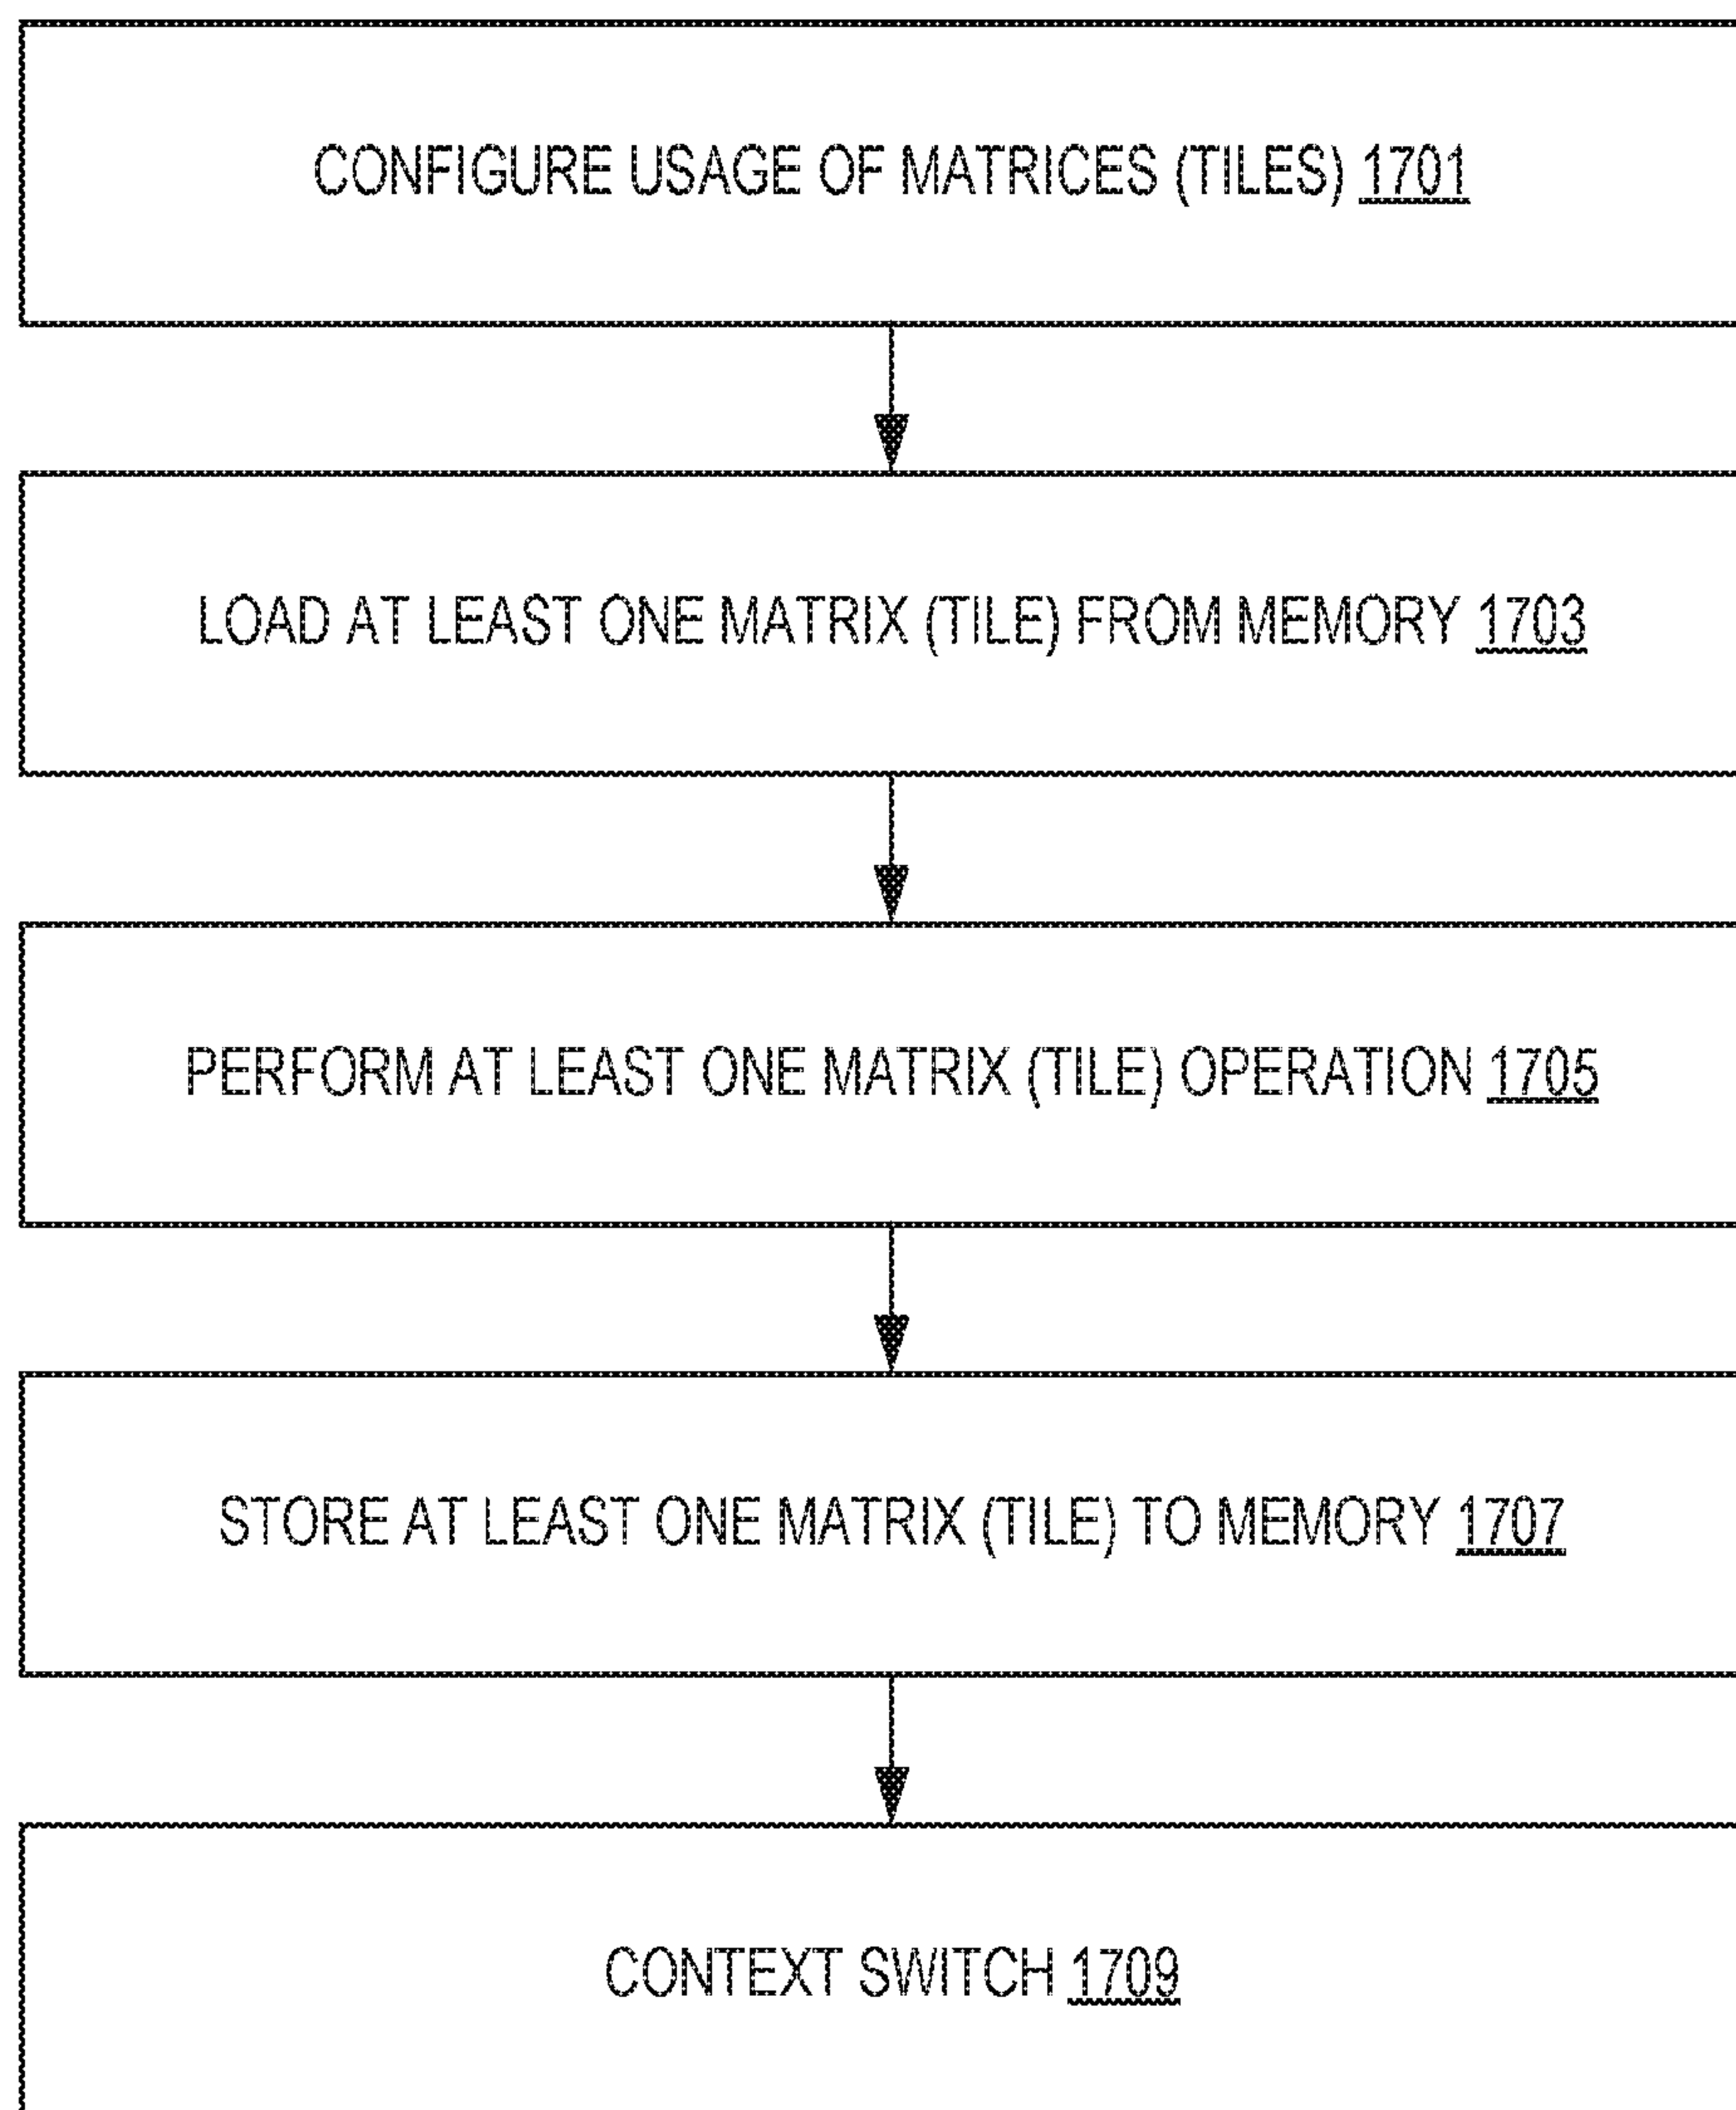 CONFIGURE USAGE OF MATRICES (TILES) 1701
LOAD AT LEAST ONE MATRIX (TILE) FROM MEMORY 1703
PERFORM AT LEAST ONE MATRIX (TILE) OPERATION 1705
STORE AT LEAST ONE MATRIX (TILE) TO MEMORY 1707
CONTEXT SWITCH 1709